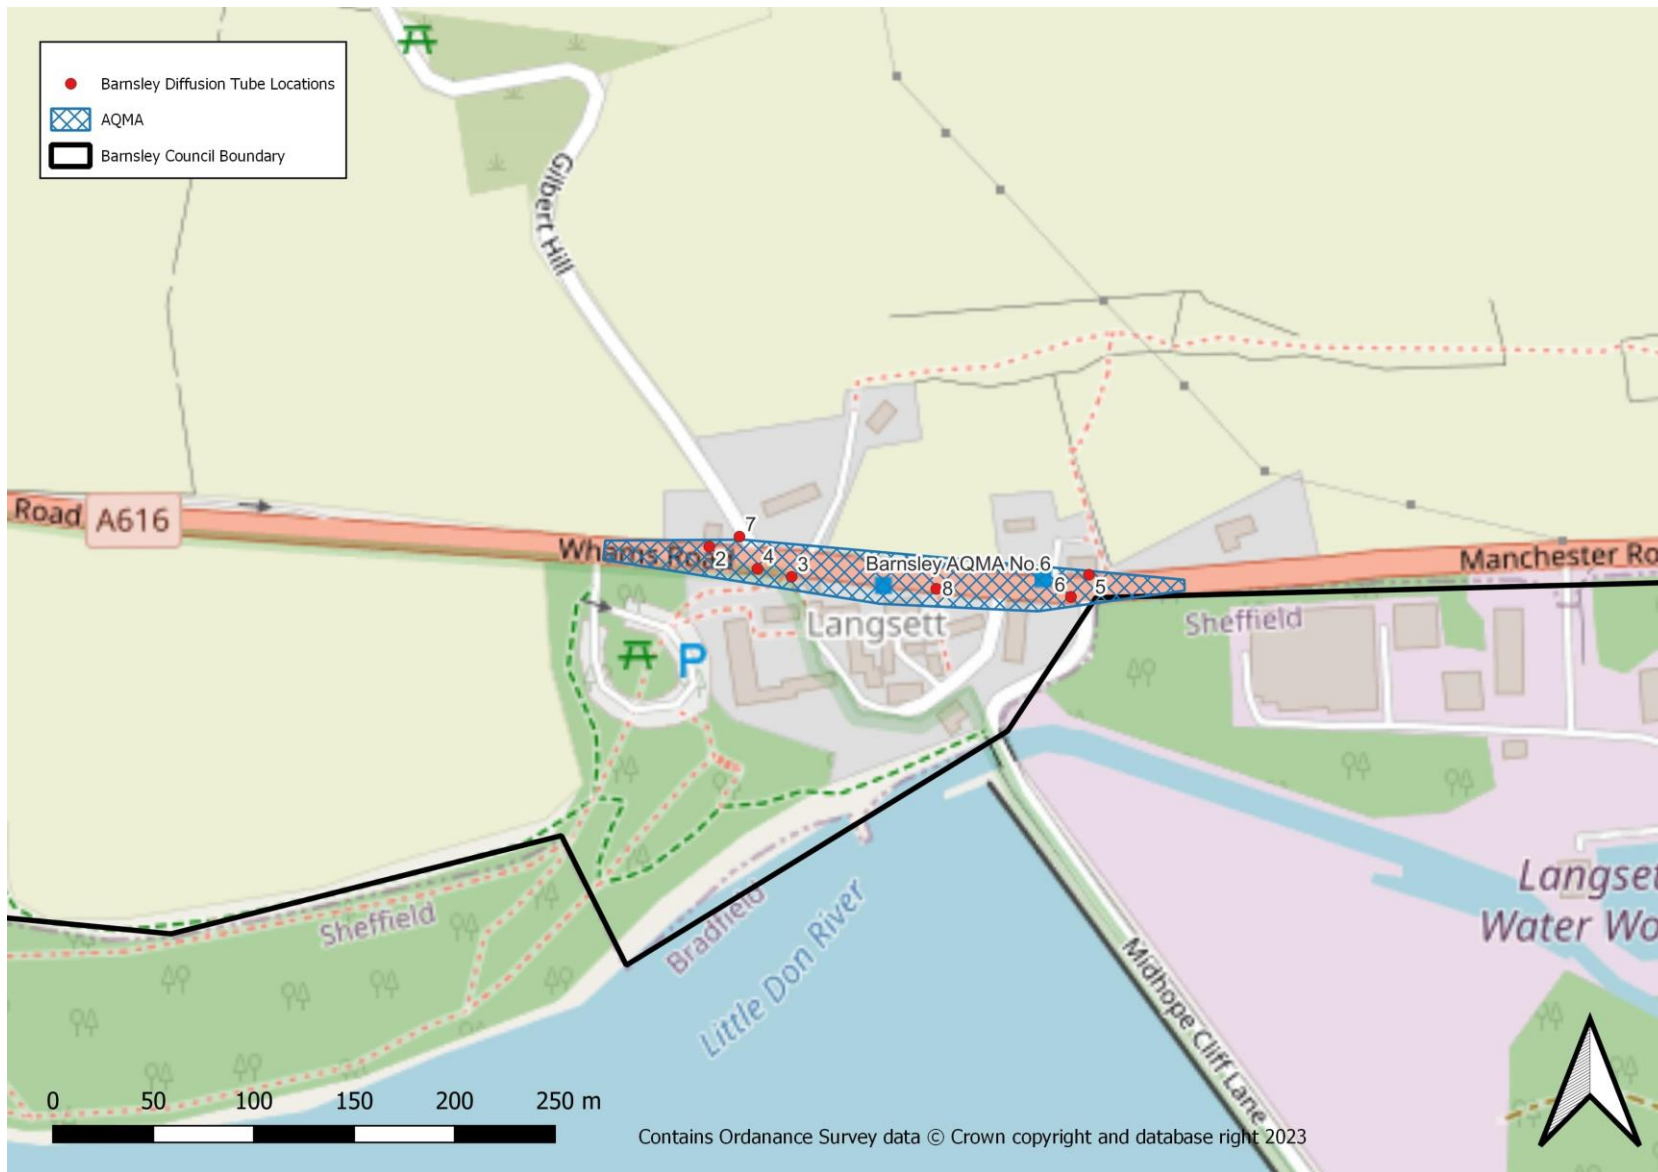 Barnsley Diffusion Tube Locations
AQMA
Barnsley Council Boundary
Gilbert Hill
Road
A616
Whams Road
7
2
4
3
Barnsley AQMA No.6
8
6
5
Manchester Ro
Langsett
Sheffield
P
Sheffield
Bradfield
Little Don River
Langset
Water Wo
Midhope Cliff Lane
0 50 100 150 200 250 m
Contains Ordanance Survey data © Crown copyright and database right 2023